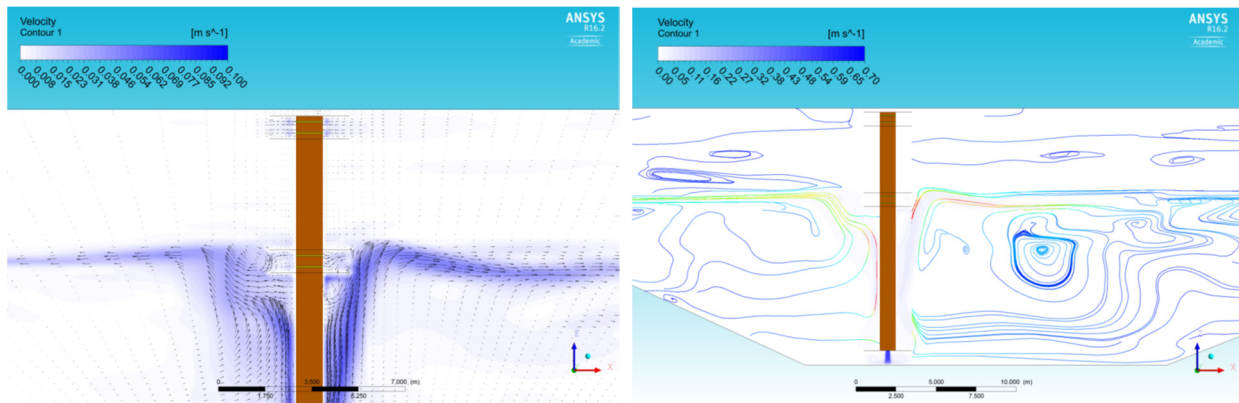 Velocity
Contour 1
[m s^-1]
0.000
0.008
0.015
0.023
0.031
0.038
0.046
0.054
0.062
0.069
0.077
0.085
0.092
0.100
ANSYS
R16.2
Academic
X
0
3.500
7.000 (m)
1.750
5.250
Velocity
Contour 1
[m s^-1]
0.00
0.05
0.11
0.16
0.22
0.27
0.32
0.38
0.43
0.48
0.54
0.59
0.65
0.70
ANSYS
R16.2
Academic
X
0
5.000
10.000 (m)
2.500
7.500